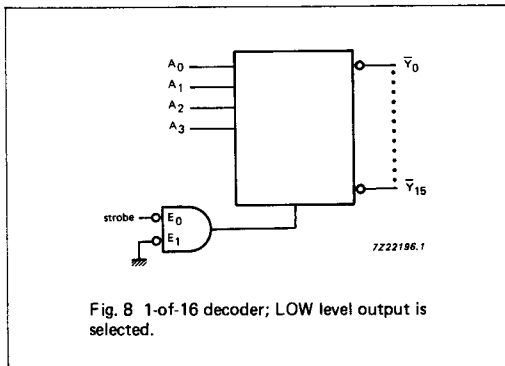 A0
A1
A2
A3
Y̅0
Y̅15
strobe
E0
E1
7Z22196.1
Fig. 8 1-of-16 decoder; LOW level output is
selected.